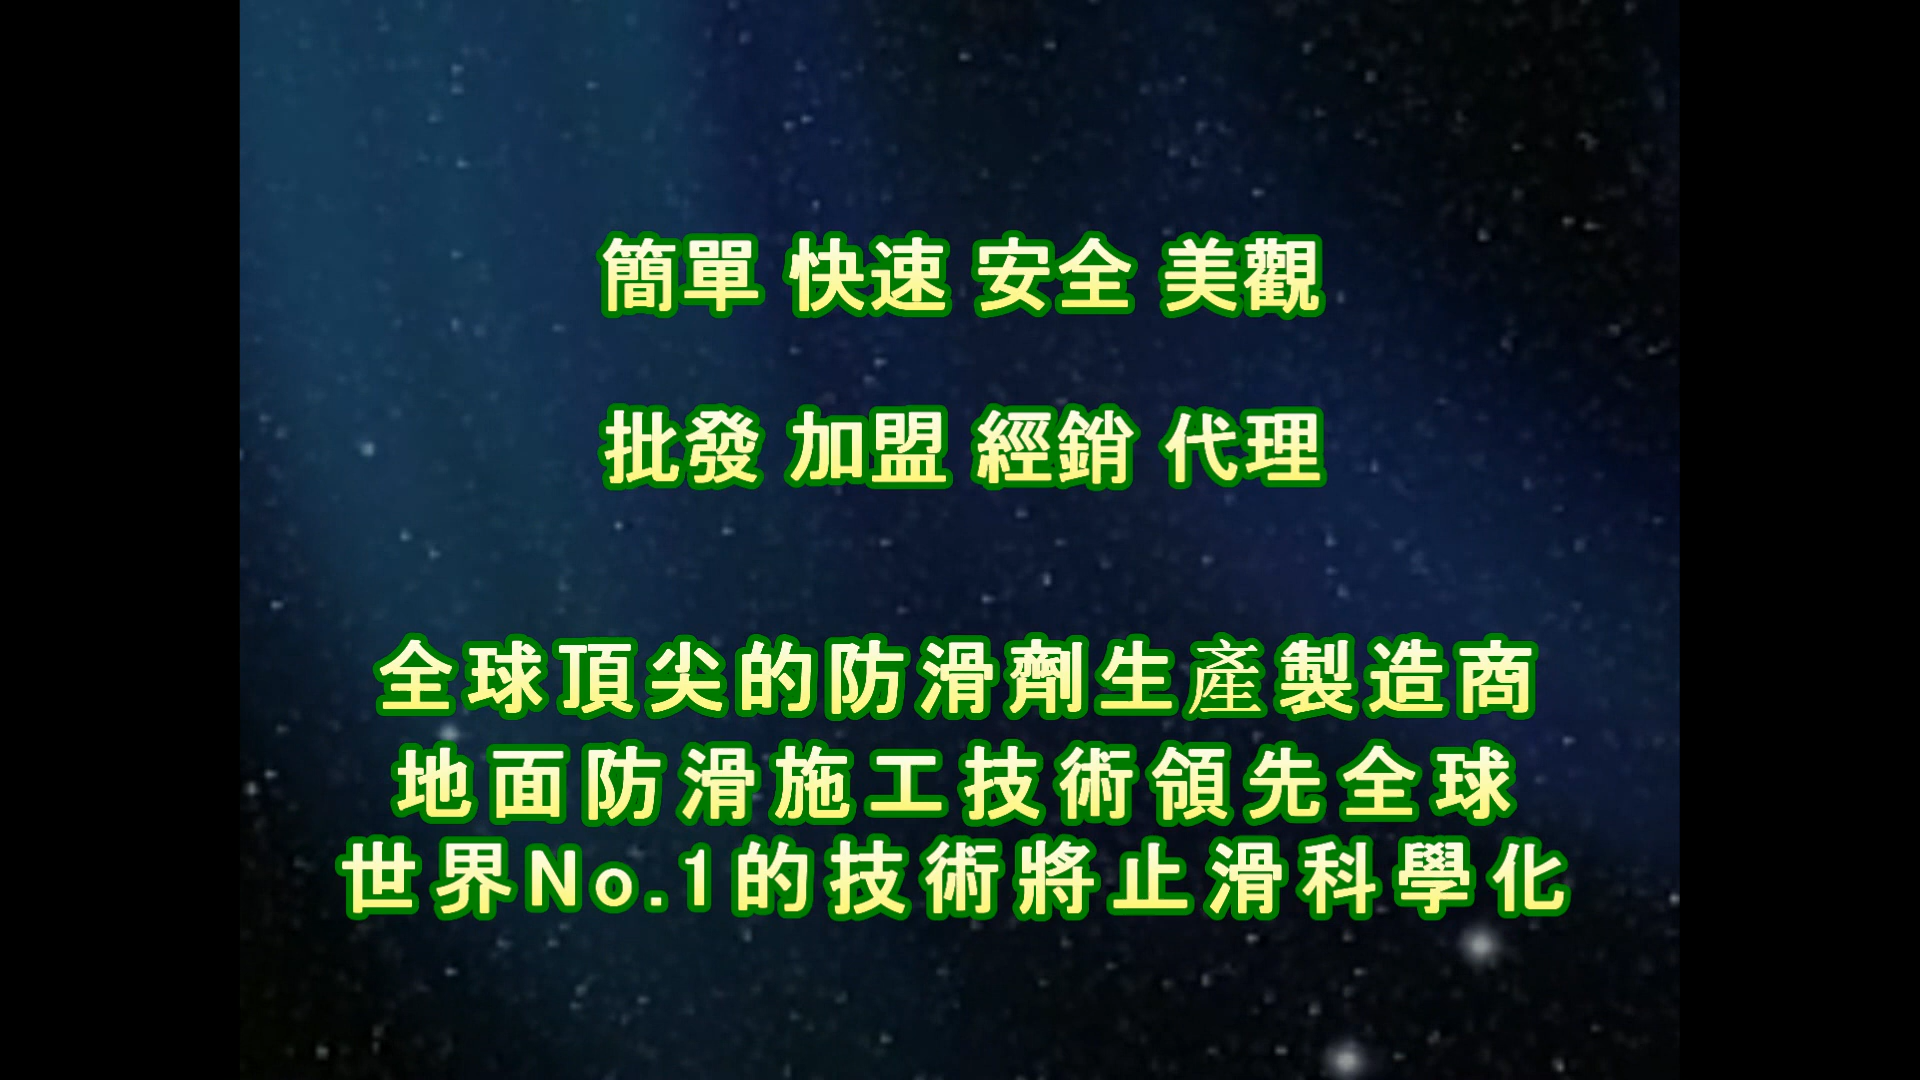 簡單 快速 安全 美觀
批發 加盟 經銷 代理
全球頂尖的防滑劑生產製造商
地面防滑施工技術領先全球
世界No.1的技術將止滑科學化